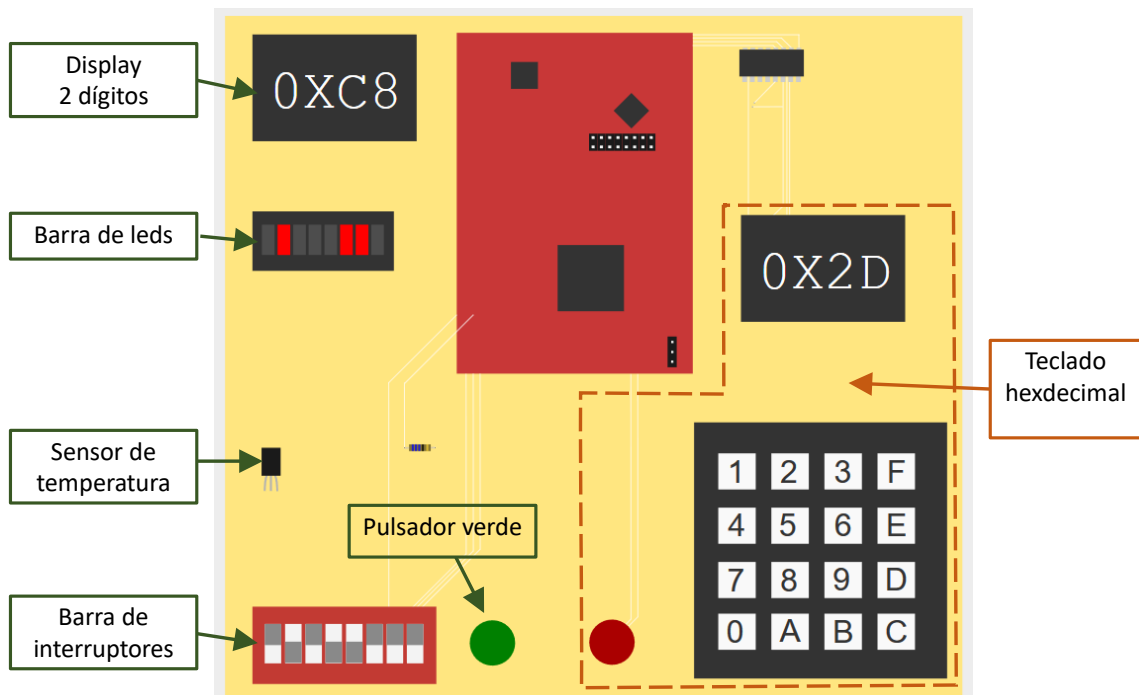 Display
2 dígitos
0XC8
Barra de leds
0X2D
Teclado
hexdecimal
Sensor de
temperatura
Pulsador verde
1 2 3 F
4 5 6 E
7 8 9 D
0 A B C
Barra de
interruptores